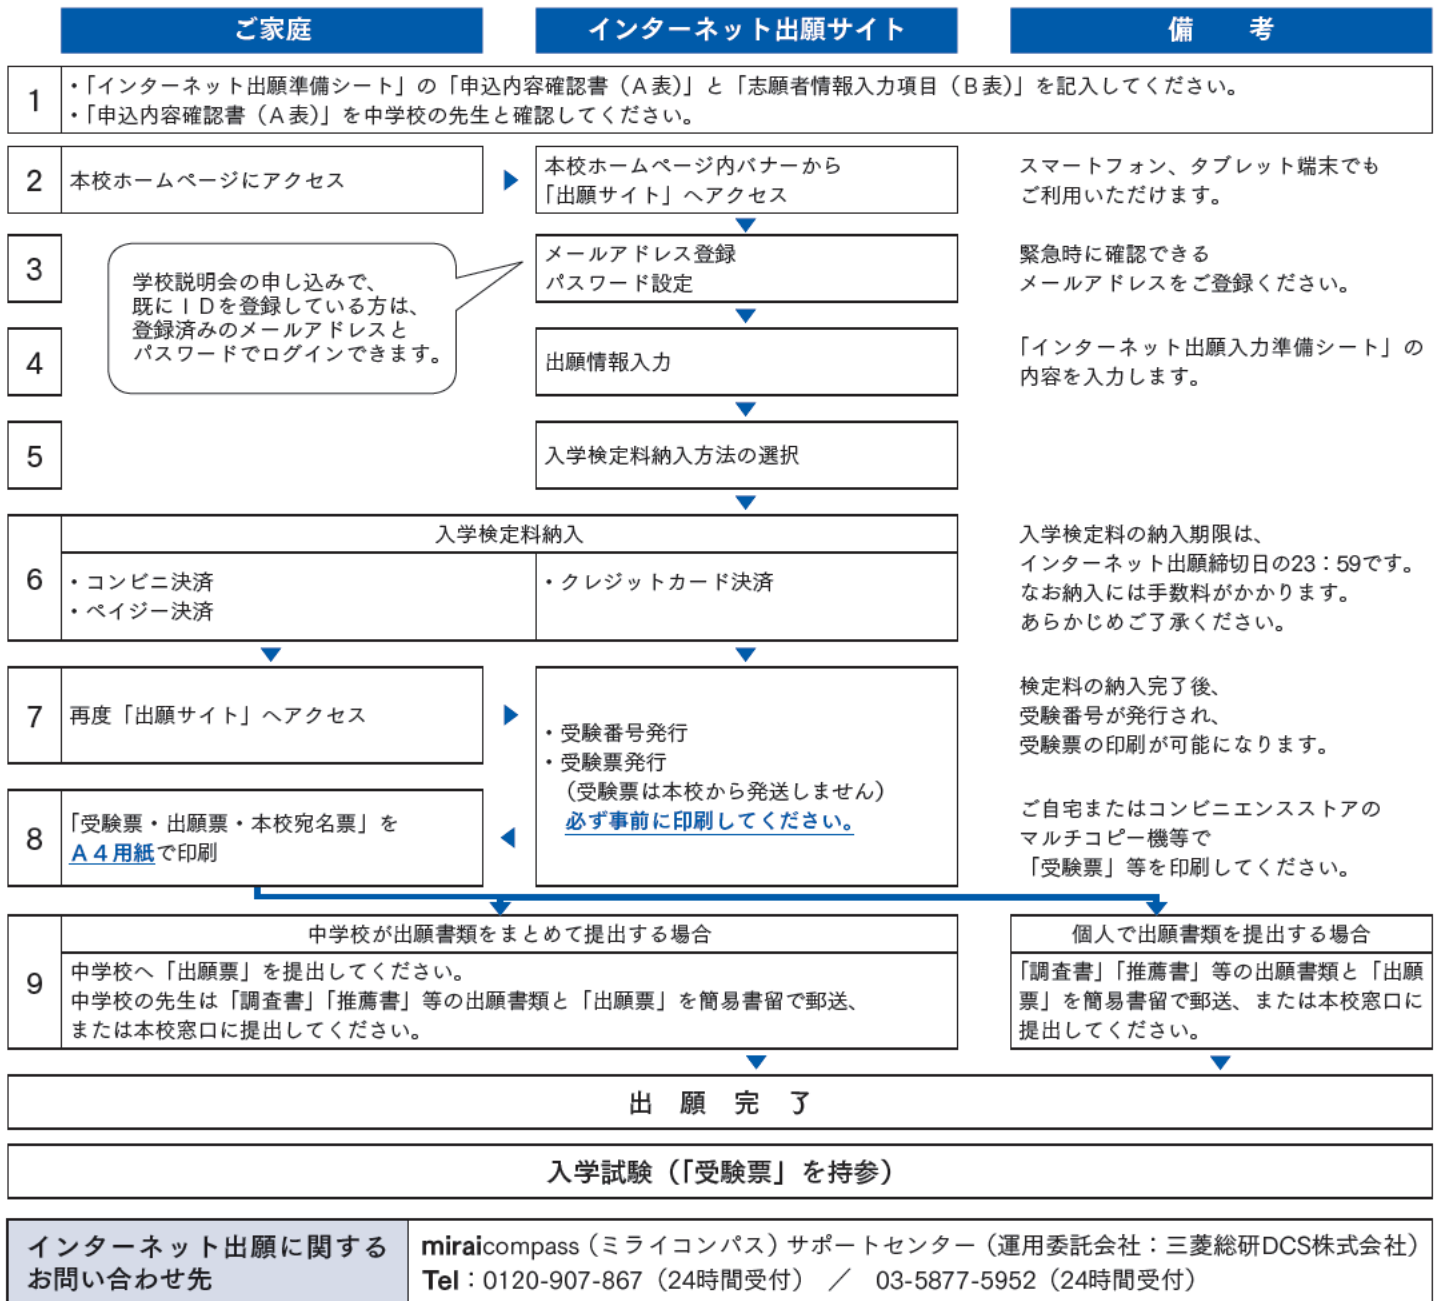 ご家庭
インターネット出願サイト
備　考
1
・「インターネット出願準備シート」の「申込内容確認書（A表）」と「志願者情報入力項目（B表）」を記入してください。
・「申込内容確認書（A表）」を中学校の先生と確認してください。
2
本校ホームページにアクセス
本校ホームページ内バナーから
「出願サイト」へアクセス
スマートフォン、タブレット端末でも
ご利用いただけます。
3
学校説明会の申し込みで、
既にIDを登録している方は、
登録済みのメールアドレスと
パスワードでログインできます。
メールアドレス登録
パスワード設定
緊急時に確認できる
メールアドレスをご登録ください。
4
出願情報入力
「インターネット出願入力準備シート」の
内容を入力します。
5
入学検定料納入方法の選択
6
入学検定料納入
・コンビニ決済
・ペイジー決済
・クレジットカード決済
入学検定料の納入期限は、
インターネット出願締切日の23：59です。
なお納入には手数料がかかります。
あらかじめご了承ください。
7
再度「出願サイト」へアクセス
・受験番号発行
・受験票発行
（受験票は本校から発送しません）
必ず事前に印刷してください。
検定料の納入完了後、
受験番号が発行され、
受験票の印刷が可能になります。
8
「受験票・出願票・本校宛名票」を
A4用紙で印刷
ご自宅またはコンビニエンスストアの
マルチコピー機等で
「受験票」等を印刷してください。
9
中学校が出願書類をまとめて提出する場合
中学校へ「出願票」を提出してください。
中学校の先生は「調査書」「推薦書」等の出願書類と「出願票」を簡易書留で郵送、
または本校窓口に提出してください。
個人で出願書類を提出する場合
「調査書」「推薦書」等の出願書類と「出願
票」を簡易書留で郵送、または本校窓口に
提出してください。
出　願　完　了
入学試験（「受験票」を持参）
インターネット出願に関する
お問い合わせ先
miraicompass（ミライコンパス）サポートセンター（運用委託会社：三菱総研DCS株式会社）
Tel：0120-907-867（24時間受付）　／　03-5877-5952（24時間受付）